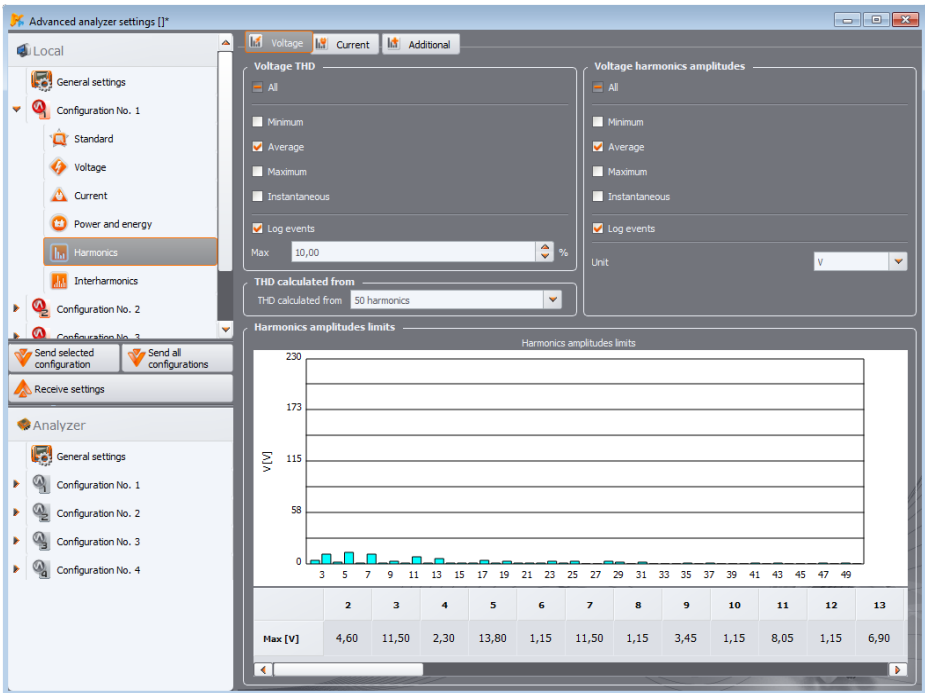 Advanced analyzer settings []*
Local
General settings
Configuration No. 1
Standard
Voltage
Current
Power and energy
Harmonics
Interharmonics
Configuration No. 2
Configuration No. 3
Send selected configuration
Send all configurations
Receive settings
Analyzer
General settings
Configuration No. 1
Configuration No. 2
Configuration No. 3
Configuration No. 4
Voltage Current Additional
Voltage THD
All
Minimum
Average
Maximum
Instantaneous
Log events
Max 10,00 %
THD calculated from
THD calculated from 50 harmonics
Voltage harmonics amplitudes
All
Minimum
Average
Maximum
Instantaneous
Log events
Unit V
Harmonics amplitudes limits
Harmonics amplitudes limits
V [V]
230
173
115
58
0
3 5 7 9 11 13 15 17 19 21 23 25 27 29 31 33 35 37 39 41 43 45 47 49
2 3 4 5 6 7 8 9 10 11 12 13
Max [V] 4,60 11,50 2,30 13,80 1,15 11,50 1,15 3,45 1,15 8,05 1,15 6,90